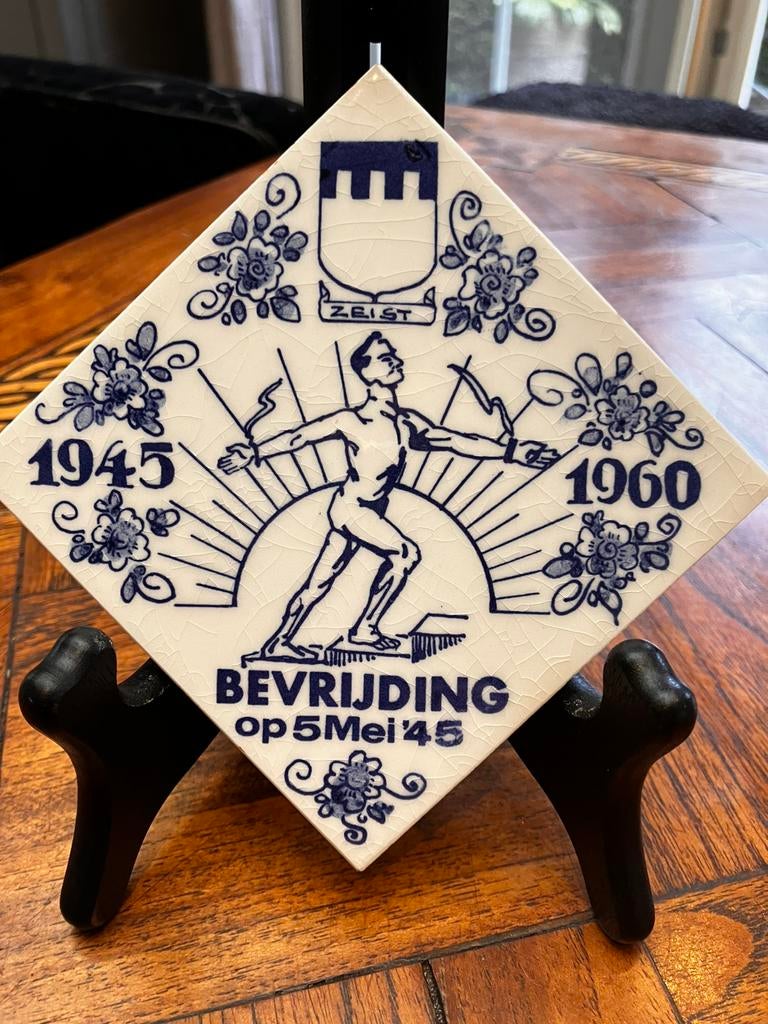 ZEIST
1945 1960
BEVRIJDING
op 5 Mei '45